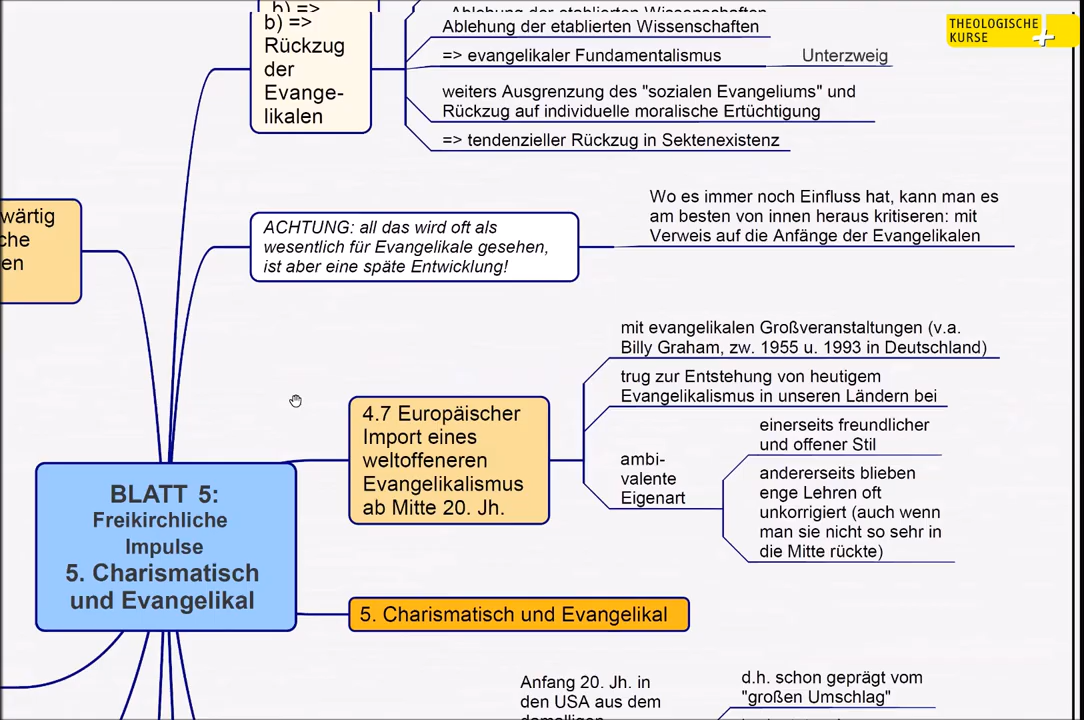 THEOLOGISCHE
KURSE
b) =>
Ablehung der etablierten Wissenschaften
b) =>
Rückzug
der
Evange-
likalen
Ablehung der etablierten Wissenschaften
=> evangelikaler Fundamentalismus
Unterzweig
weiters Ausgrenzung des "sozialen Evangeliums" und
Rückzug auf individuelle moralische Ertüchtigung
=> tendenzieller Rückzug in Sektenexistenz
wärtig
che
en
ACHTUNG: all das wird oft als
wesentlich für Evangelikale gesehen,
ist aber eine späte Entwicklung!
Wo es immer noch Einfluss hat, kann man es
am besten von innen heraus kritiseren: mit
Verweis auf die Anfänge der Evangelikalen
4.7 Europäischer
Import eines
weltoffeneren
Evangelikalismus
ab Mitte 20. Jh.
mit evangelikalen Großveranstaltungen (v.a.
Billy Graham, zw. 1955 u. 1993 in Deutschland)
trug zur Entstehung von heutigem
Evangelikalismus in unseren Ländern bei
ambi-
valente
Eigenart
einerseits freundlicher
und offener Stil
andererseits blieben
enge Lehren oft
unkorrigiert (auch wenn
man sie nicht so sehr in
die Mitte rückte)
BLATT 5:
Freikirchliche
Impulse
5. Charismatisch
und Evangelikal
5. Charismatisch und Evangelikal
Anfang 20. Jh. in
den USA aus dem
damaligen
d.h. schon geprägt vom
"großen Umschlag"